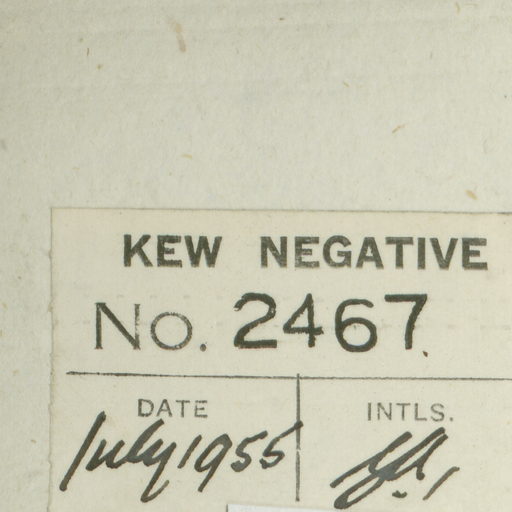 KEW NEGATIVE
No. 2467.
DATE INTLS.
July 1955